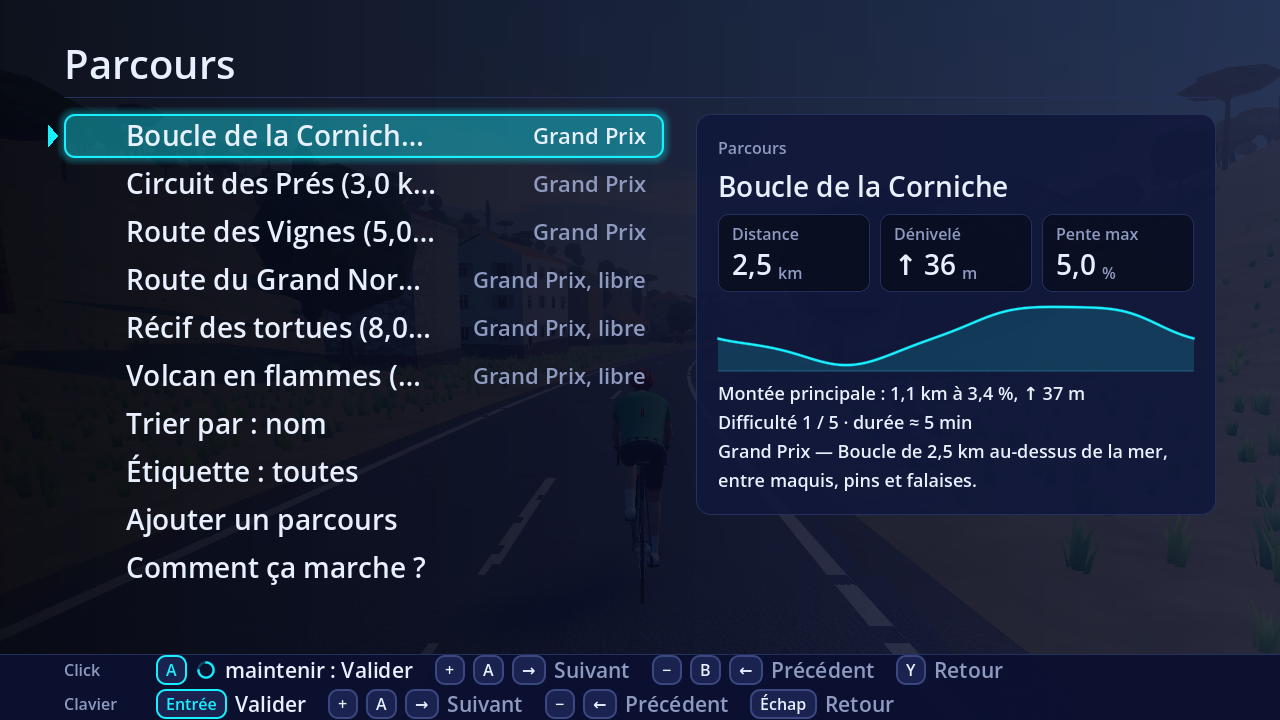 Parcours
Boucle de la Cornich... Grand Prix
Circuit des Prés (3,0 k... Grand Prix
Route des Vignes (5,0... Grand Prix
Route du Grand Nor... Grand Prix, libre
Récif des tortues (8,0... Grand Prix, libre
Volcan en flammes (... Grand Prix, libre
Trier par : nom
Étiquette : toutes
Ajouter un parcours
Comment ça marche ?
Parcours
Boucle de la Corniche
Distance Dénivelé Pente max
2,5 km ↑ 36 m 5,0 %
Montée principale : 1,1 km à 3,4 %, ↑ 37 m
Difficulté 1 / 5 · durée ≈ 5 min
Grand Prix — Boucle de 2,5 km au-dessus de la mer,
entre maquis, pins et falaises.
Click A maintenir : Valider + A → Suivant − B ← Précédent Y Retour
Clavier Entrée Valider + A → Suivant − ← Précédent Échap Retour